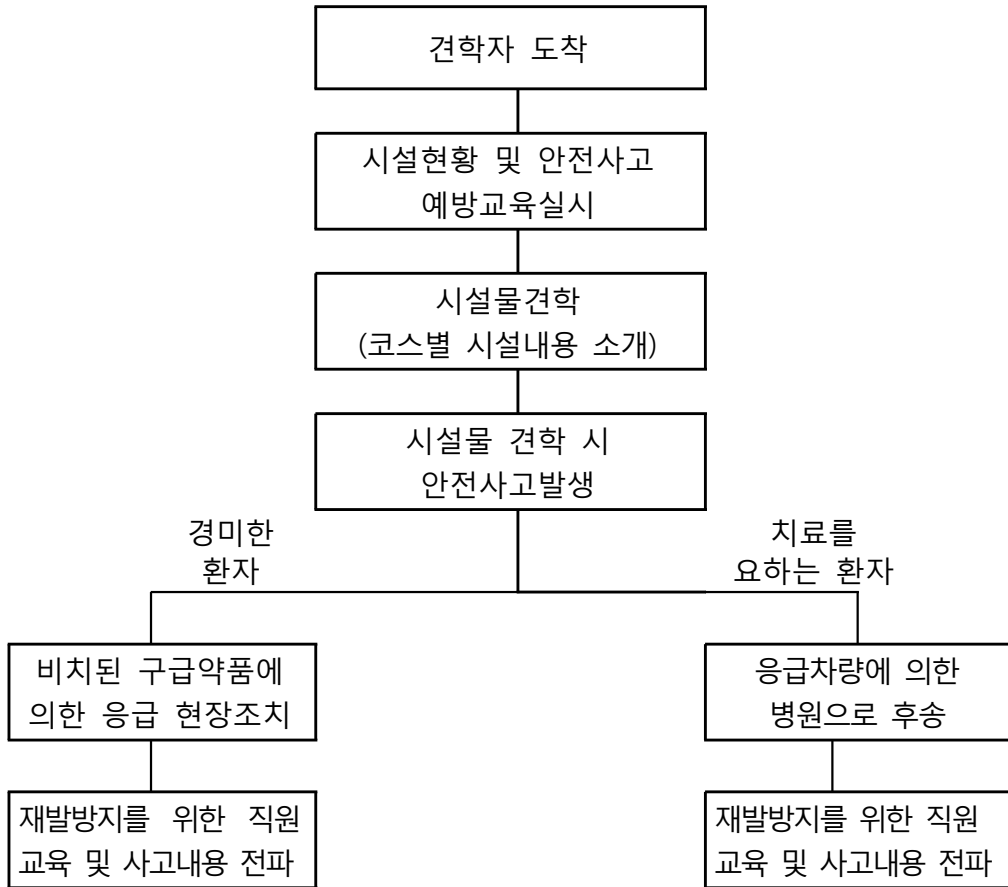 견학자 도착
시설현황 및 안전사고
예방교육실시
시설물견학
(코스별 시설내용 소개)
시설물 견학 시
안전사고발생
경미한
환자
치료를
요하는 환자
비치된 구급약품에
의한 응급 현장조치
응급차량에 의한
병원으로 후송
재발방지를 위한 직원
교육 및 사고내용 전파
재발방지를 위한 직원
교육 및 사고내용 전파